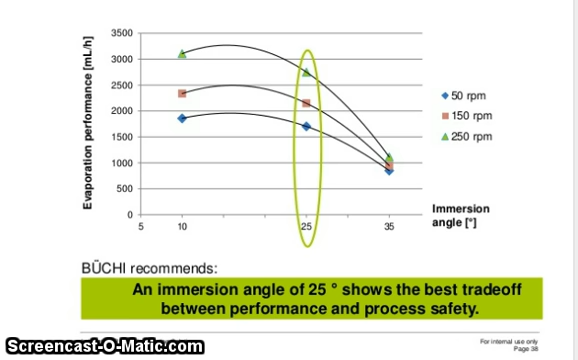 3500
3000
2500
2000
1500
1000
500
0
Evaporation performance [mL/h]
5
10
25
35
50 rpm
150 rpm
250 rpm
Immersion
angle [°]
BÜCHI recommends:
An immersion angle of 25 ° shows the best tradeoff
between performance and process safety.
For internal use only
Page 38
Screencast-O-Matic.com